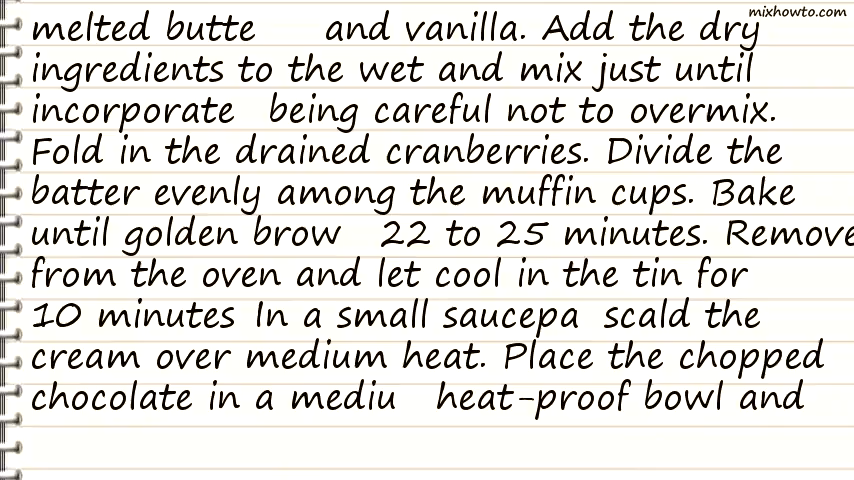 mixhowto.com
melted butte and vanilla. Add the dry
ingredients to the wet and mix just until
incorporate being careful not to overmix.
Fold in the drained cranberries. Divide the
batter evenly among the muffin cups. Bake
until golden brow 22 to 25 minutes. Remove
from the oven and let cool in the tin for
10 minutes In a small saucepa scald the
cream over medium heat. Place the chopped
chocolate in a mediu heat-proof bowl and